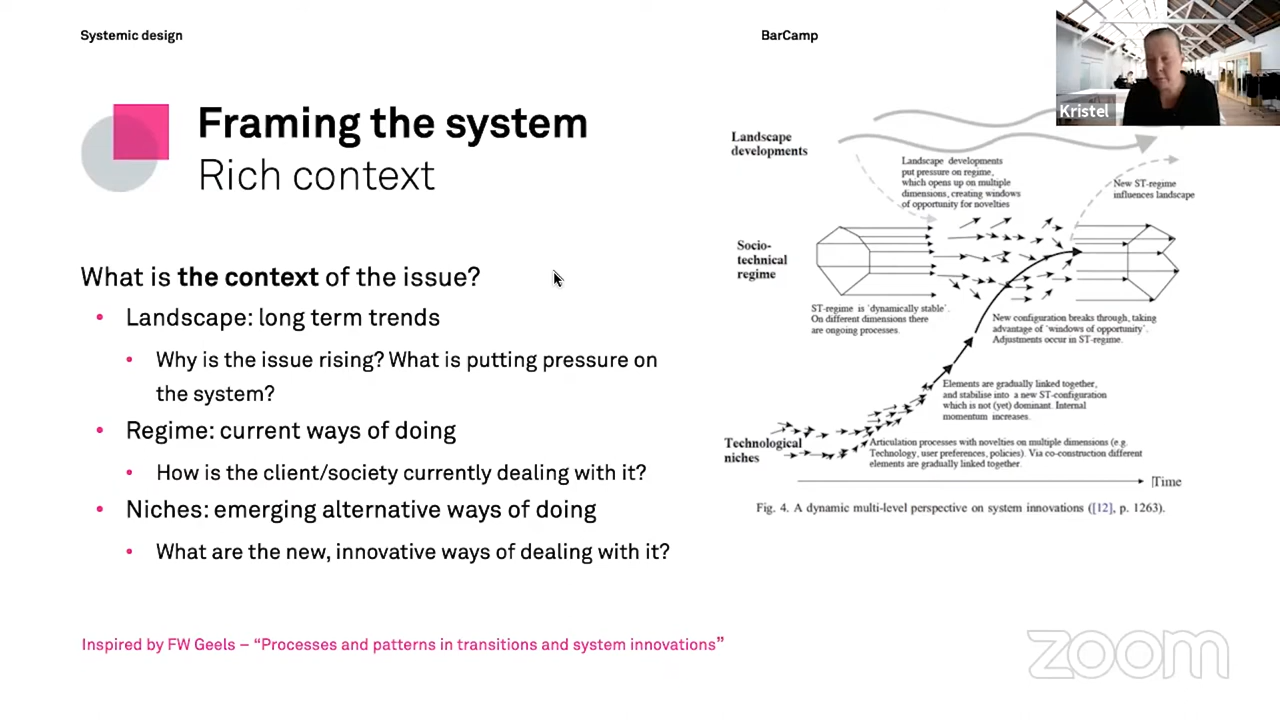 Systemic design
BarCamp
Kristel
Framing the system
Rich context
What is the context of the issue?
• Landscape: long term trends
• Why is the issue rising? What is putting pressure on
the system?
• Regime: current ways of doing
• How is the client/society currently dealing with it?
• Niches: emerging alternative ways of doing
• What are the new, innovative ways of dealing with it?
Inspired by FW Geels – “Processes and patterns in transitions and system innovations”
Landscape
developments
Landscape developments
put pressure on regime,
which opens up on multiple
dimensions, creating windows
of opportunity for novelties
New ST-regime
influences landscape
Socio-
technical
regime
ST-regime is ‘dynamically stable’.
On different dimensions there
are ongoing processes.
New configuration breaks through, taking
advantage of ‘windows of opportunity’.
Adjustments occur in ST-regime.
Elements are gradually linked together,
and stabilise into a new ST-configuration
which is not (yet) dominant. Internal
momentum increases.
Technological
niches
Articulation processes with novelties on multiple dimensions (e.g.
Technology, user preferences, policies). Via co-construction different
elements are gradually linked together.
Time
Fig. 4. A dynamic multi-level perspective on system innovations ([12], p. 1263).
zoom